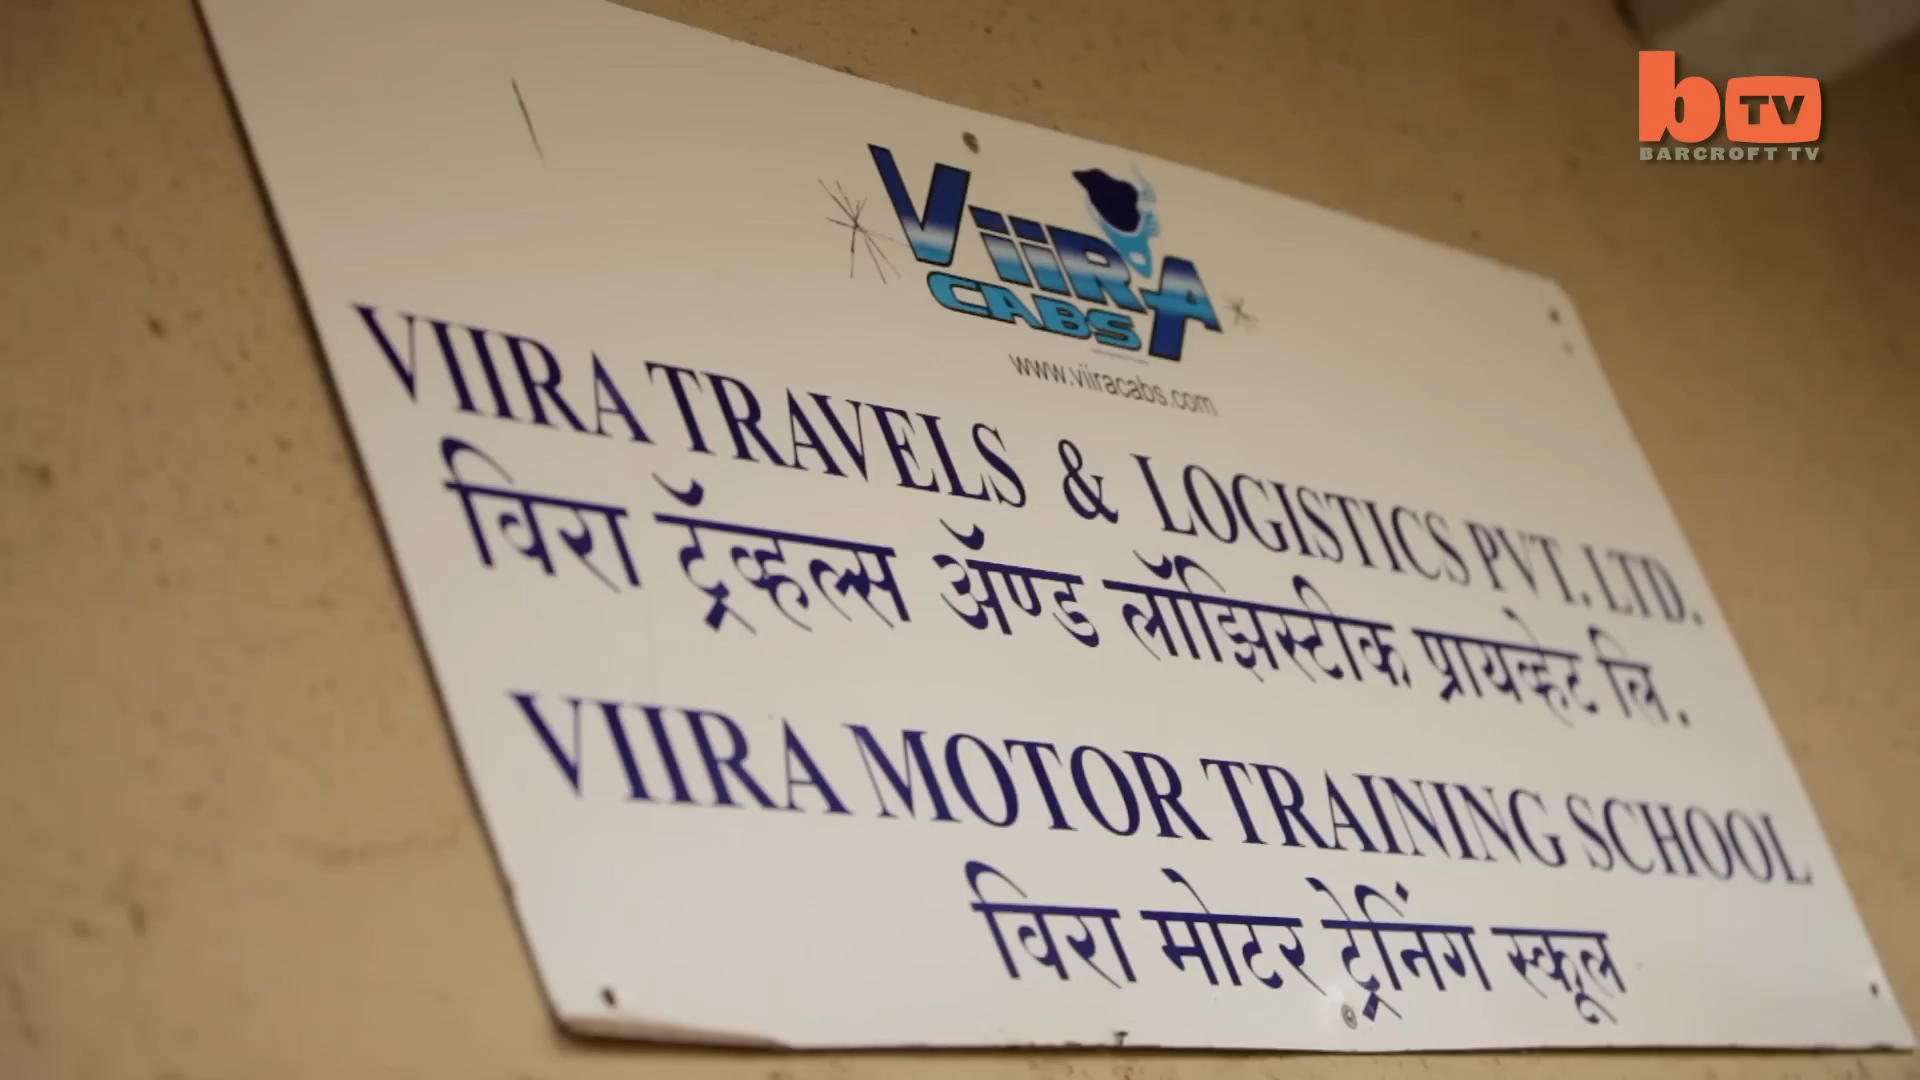 b TV
BARCROFT TV
VIIRA
CABS
www.viiracabs.com
VIIRA TRAVELS & LOGISTICS PVT. LTD.
विरा ट्रॅव्हल्स ॲण्ड लॉझिस्टीक प्रायव्हेट लि.
VIIRA MOTOR TRAINING SCHOOL
विरा मोटर ट्रेनिंग स्कूल